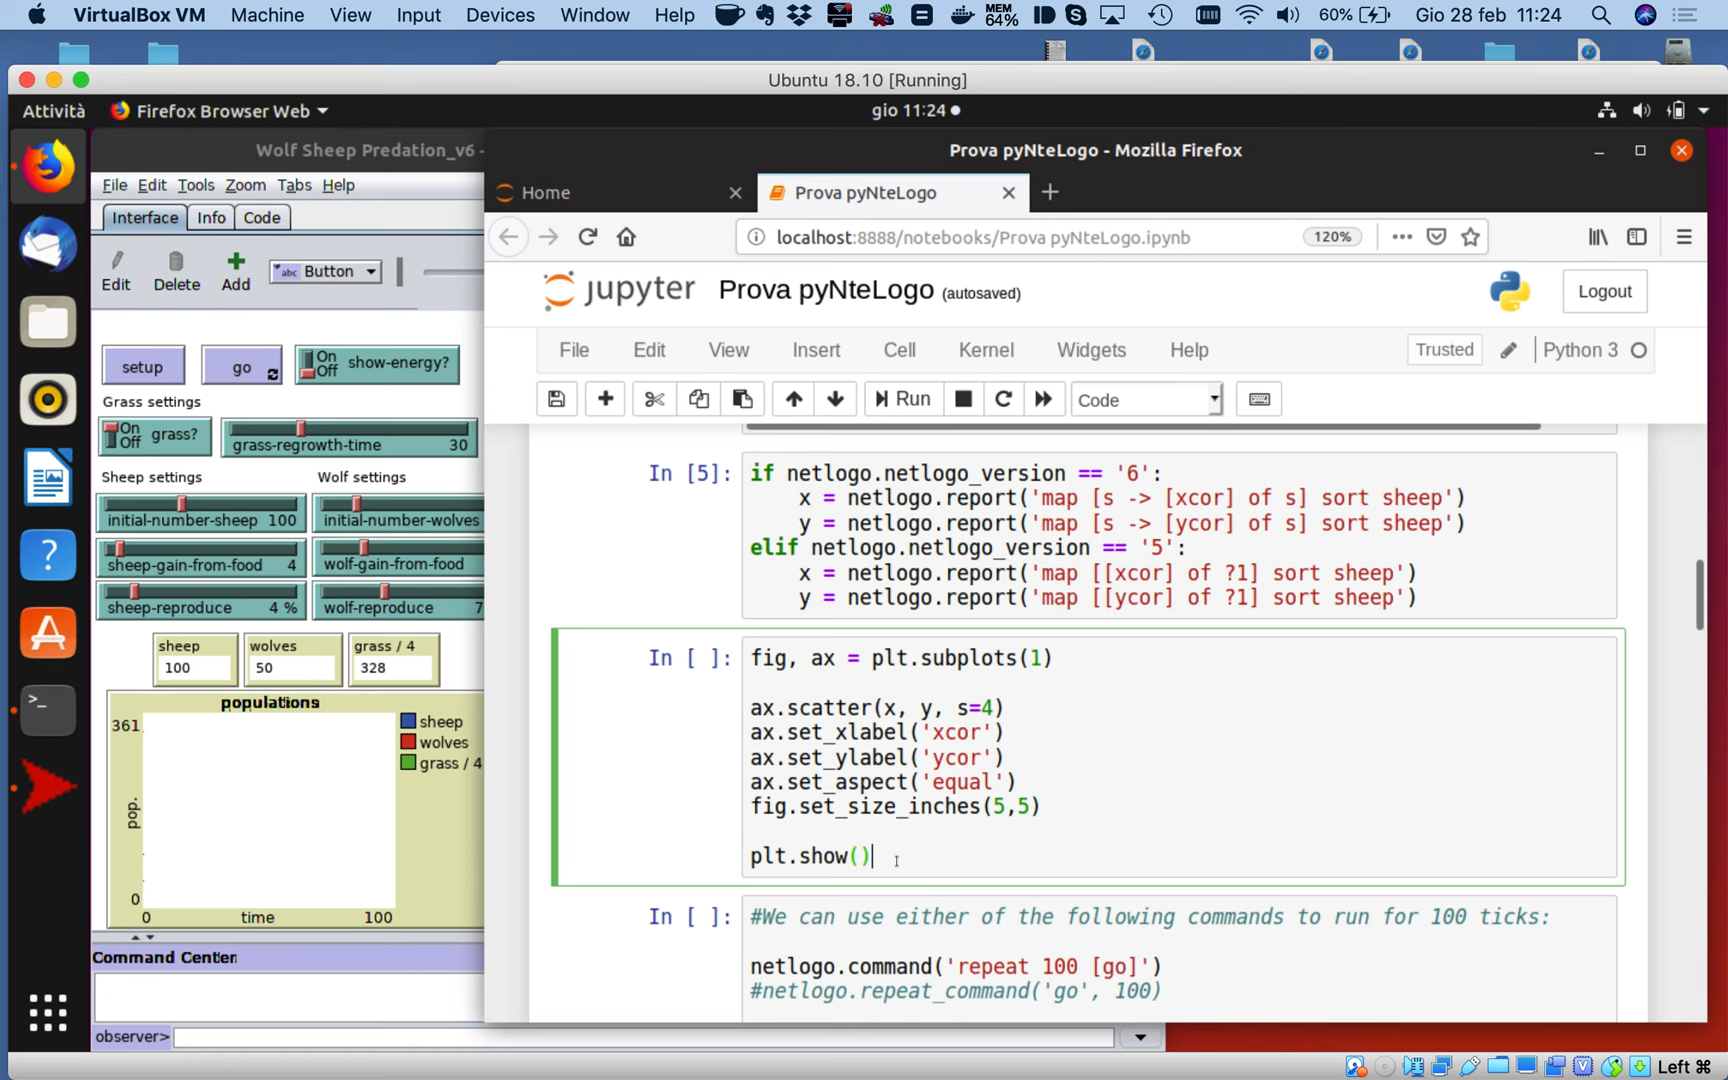 VirtualBox VM Machine View Input Devices Window Help MEM 64% 60% Gio 28 feb 11:24
Ubuntu 18.10 [Running]
Attività Firefox Browser Web gio 11:24
Wolf Sheep Predation_v6 -
File Edit Tools Zoom Tabs Help
Interface Info Code
Edit Delete Add abc Button
setup go On Off show-energy?
Grass settings
On Off grass? grass-regrowth-time 30
Sheep settings Wolf settings
initial-number-sheep 100 initial-number-wolves
sheep-gain-from-food 4 wolf-gain-from-food
sheep-reproduce 4 % wolf-reproduce 7
sheep wolves grass / 4
100 50 328
populations
361
sheep
wolves
grass / 4
pop.
0
0 time 100
Command Center
observer>
Prova pyNteLogo - Mozilla Firefox
Home Prova pyNteLogo
localhost:8888/notebooks/Prova pyNteLogo.ipynb 120%
jupyter Prova pyNteLogo (autosaved) Logout
File Edit View Insert Cell Kernel Widgets Help Trusted Python 3
Run Code
In [5]: if netlogo.netlogo_version == '6':
x = netlogo.report('map [s -> [xcor] of s] sort sheep')
y = netlogo.report('map [s -> [ycor] of s] sort sheep')
elif netlogo.netlogo_version == '5':
x = netlogo.report('map [[xcor] of ?1] sort sheep')
y = netlogo.report('map [[ycor] of ?1] sort sheep')
In [ ]: fig, ax = plt.subplots(1)
ax.scatter(x, y, s=4)
ax.set_xlabel('xcor')
ax.set_ylabel('ycor')
ax.set_aspect('equal')
fig.set_size_inches(5,5)
plt.show()
In [ ]: #We can use either of the following commands to run for 100 ticks:
netlogo.command('repeat 100 [go]')
#netlogo.repeat_command('go', 100)
Left ⌘